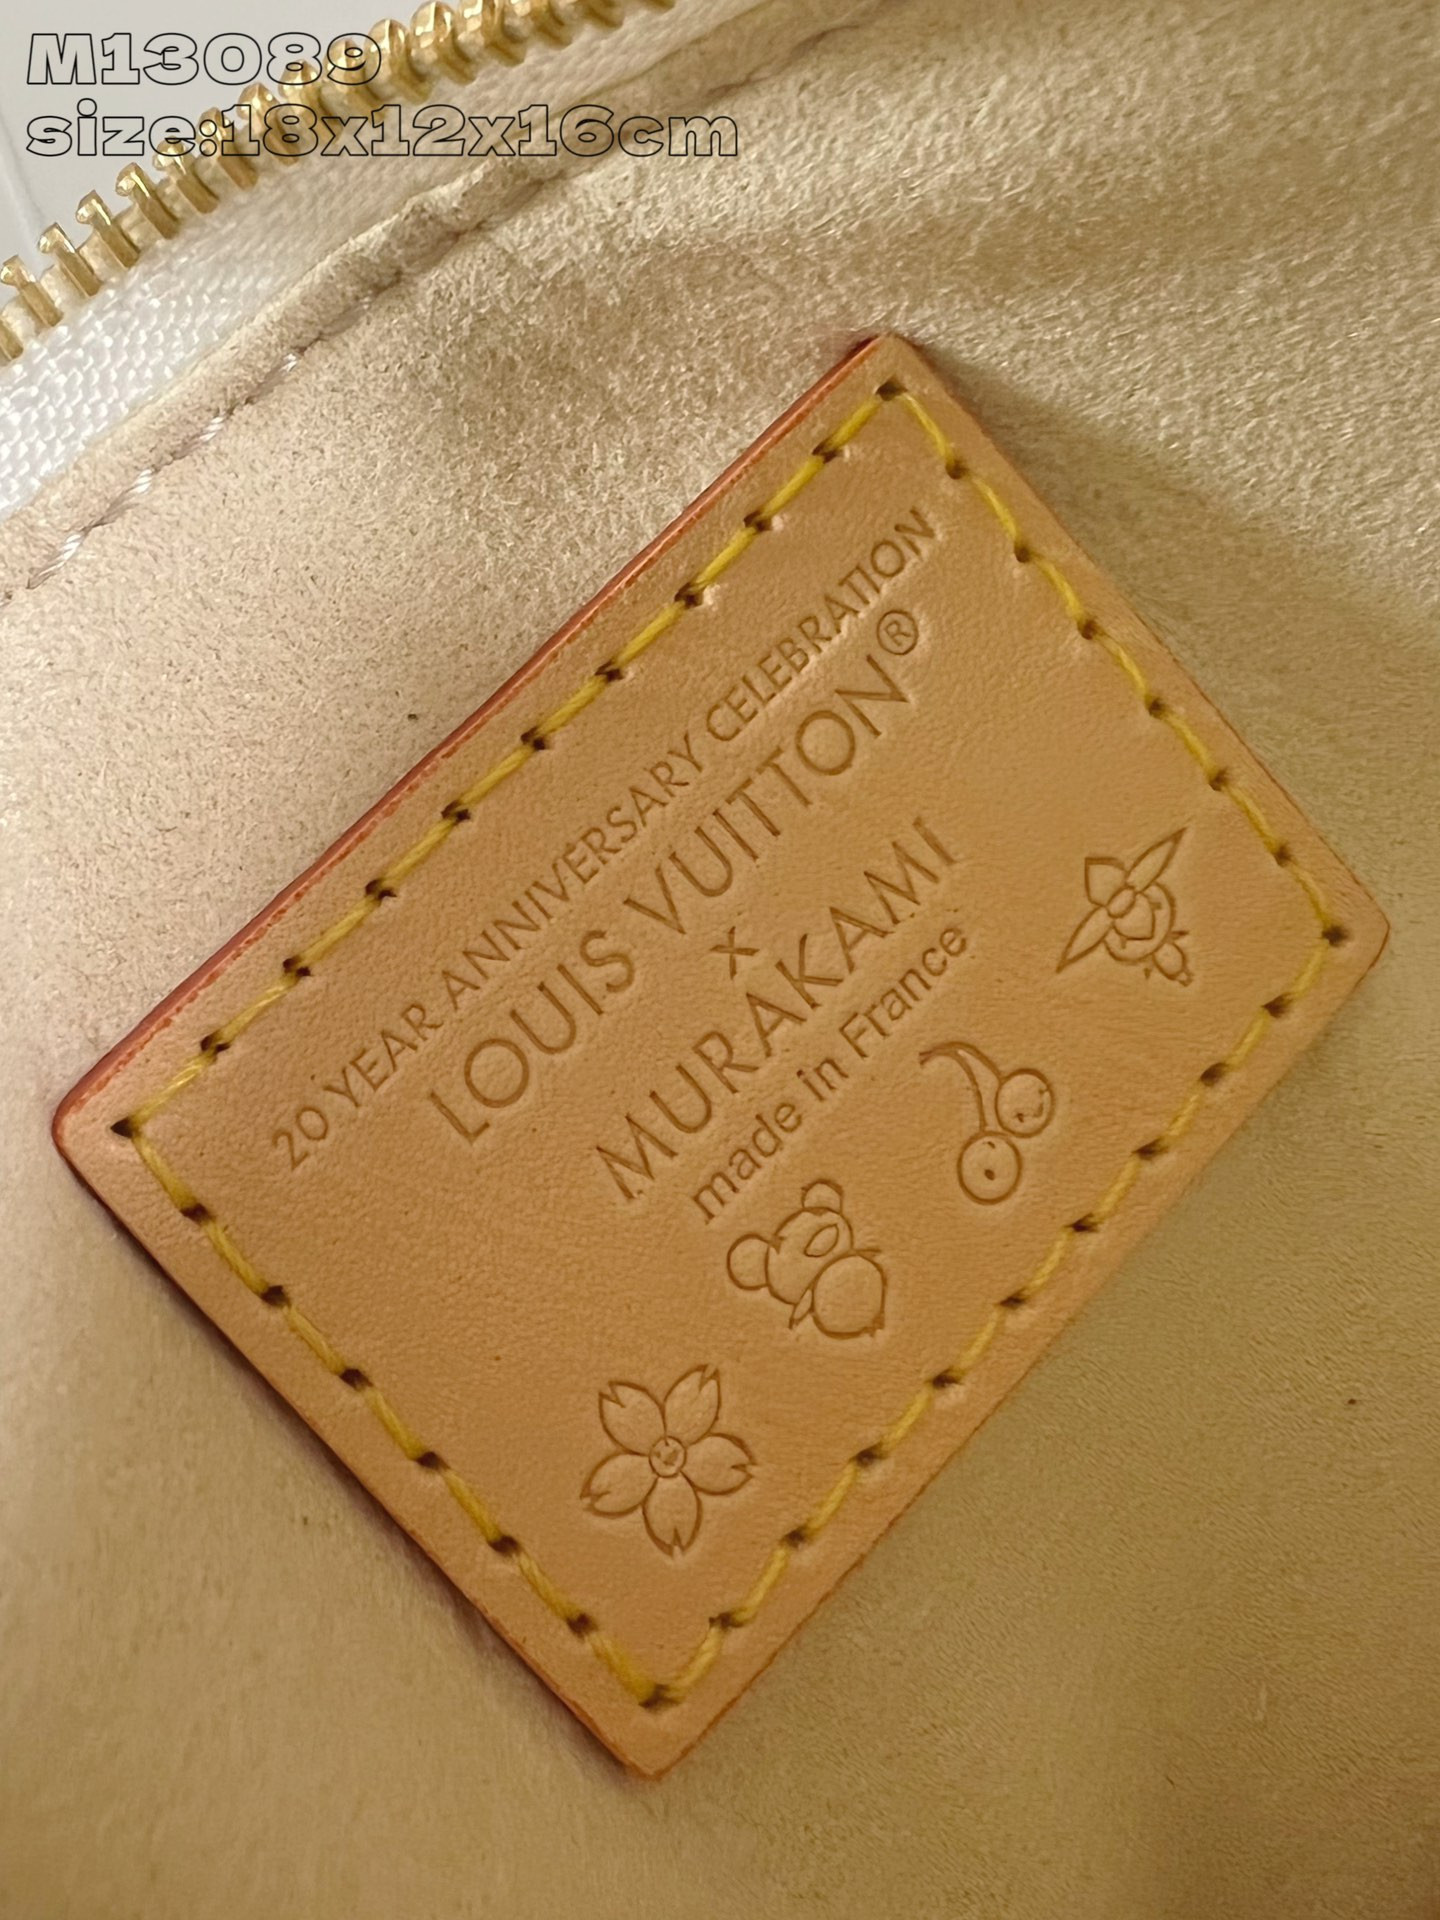 M13089
size:18x12x16cm
20 YEAR ANNIVERSARY CELEBRATION
LOUIS VUITTON®
x
MURAKAMI
made in France